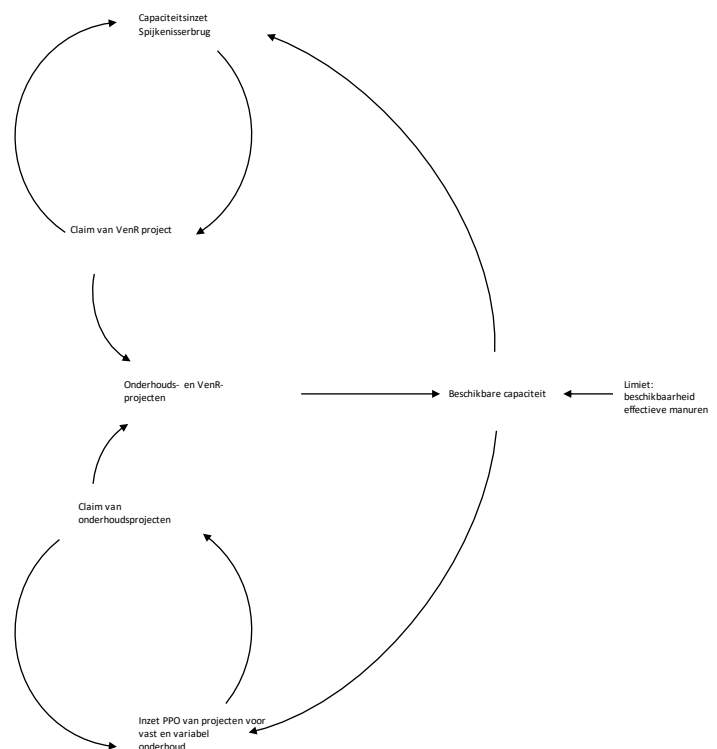 Capaciteitsinzet
Spijkenisserbrug
Claim van VenR project
Onderhouds- en VenR-
projecten
Beschikbare capaciteit
Limiet:
beschikbaarheid
effectieve manuren
Claim van
onderhoudsprojecten
Inzet PPO van projecten voor
vast en variabel
onderhoud